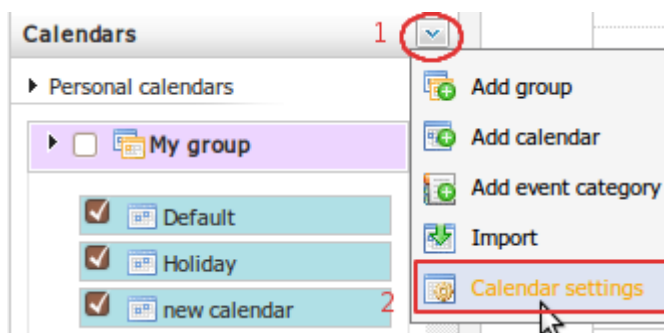 Calendars 1
Personal calendars
My group
Default
Holiday
new calendar 2
Add group
Add calendar
Add event category
Import
Calendar settings